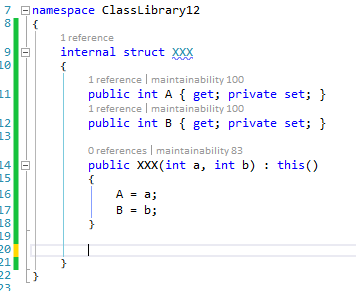 7 namespace ClassLibrary12
8 {
1 reference
9 internal struct XXX
10 {
1 reference | maintainability 100
11 public int A { get; private set; }
1 reference | maintainability 100
12 public int B { get; private set; }
13
0 references | maintainability 83
14 public XXX(int a, int b) : this()
15 {
16 A = a;
17 B = b;
18 }
19
20
21 }
22 }
23